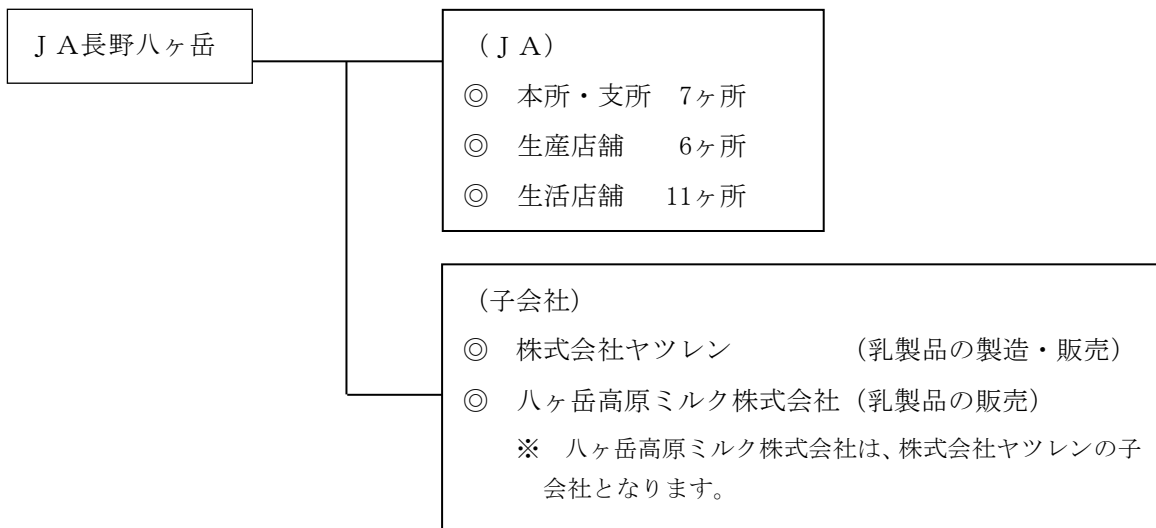 ＪＡ長野八ヶ岳
（ＪＡ）
◎　本所・支所　7ヶ所
◎　生産店舗　　6ヶ所
◎　生活店舗　 11ヶ所
（子会社）
◎　株式会社ヤツレン　　　　（乳製品の製造・販売）
◎　八ヶ岳高原ミルク株式会社（乳製品の販売）
※　八ヶ岳高原ミルク株式会社は、株式会社ヤツレンの子
会社となります。